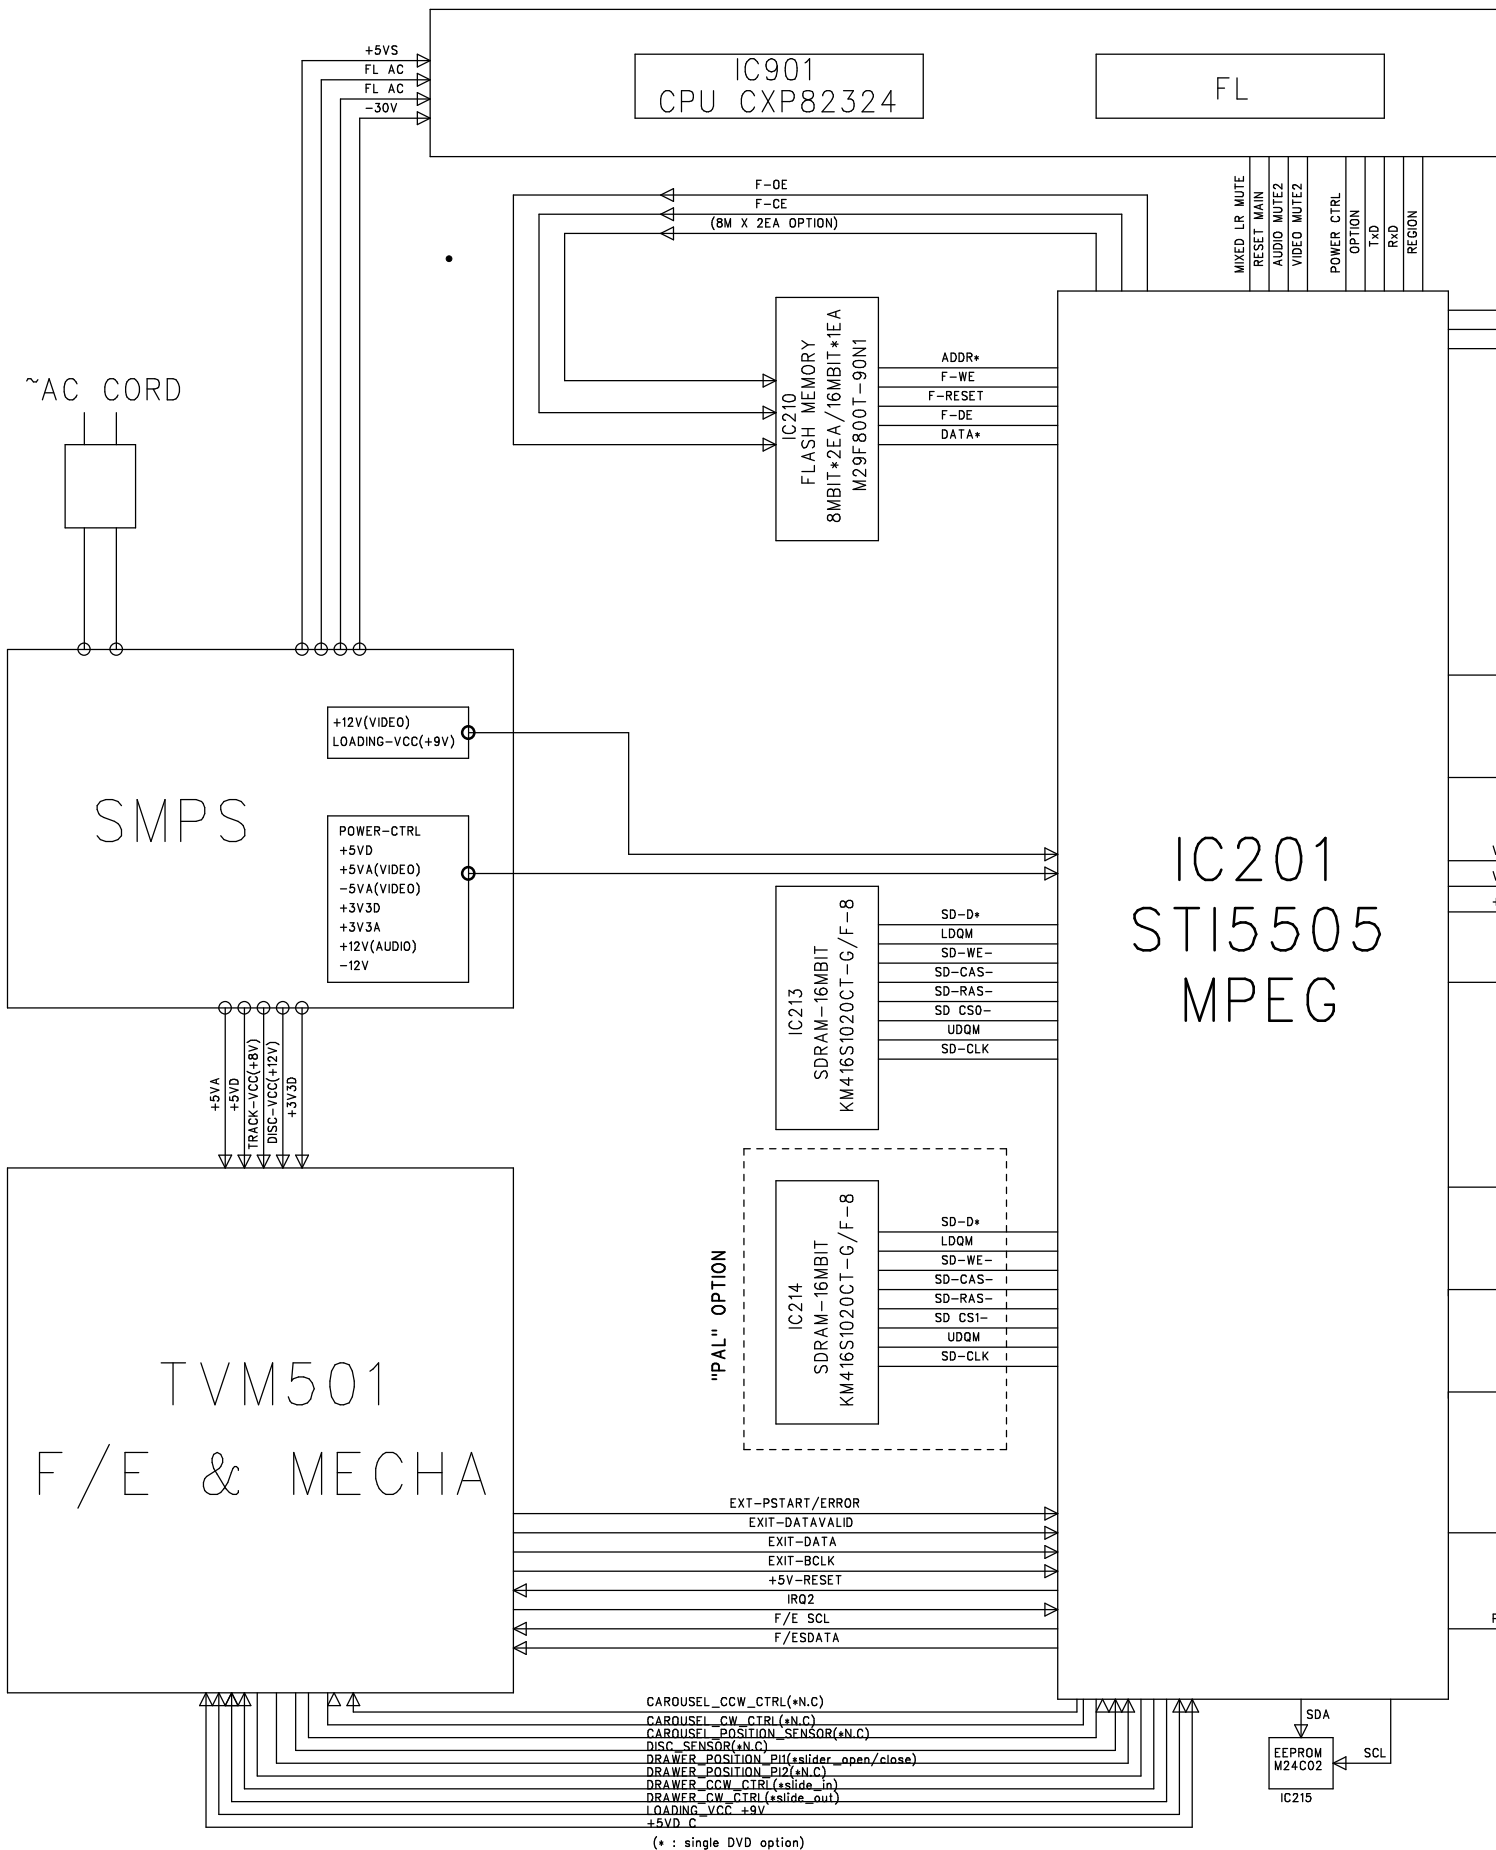 +5VS
FL AC
FL AC
-30V
IC901
CPU CXP82324
FL
F-OE
F-CE
(8M X 2EA OPTION)
MIXED LR MUTE
RESET MAIN
AUDIO MUTE2
VIDEO MUTE2
POWER CTRL
OPTION
TxD
RxD
REGION
~AC CORD
IC210
FLASH MEMORY
8MBIT*2EA/16MBIT*1EA
M29F800T-90N1
ADDR*
F-WE
F-RESET
F-DE
DATA*
SMPS
+12V(VIDEO)
LOADING-VCC(+9V)
POWER-CTRL
+5VD
+5VA(VIDEO)
-5VA(VIDEO)
+3V3D
+3V3A
+12V(AUDIO)
-12V
IC201
STI5505
MPEG
IC213
SDRAM-16MBIT
KM416S1020CT-G/F-8
SD-D*
LDQM
SD-WE-
SD-CAS-
SD-RAS-
SD CS0-
UDQM
SD-CLK
+5VA
+5VD
TRACK-VCC(+8V)
DISC-VCC(+12V)
+3V3D
"PAL" OPTION
IC214
SDRAM-16MBIT
KM416S1020CT-G/F-8
SD-D*
LDQM
SD-WE-
SD-CAS-
SD-RAS-
SD CS1-
UDQM
SD-CLK
TVM501
F/E & MECHA
EXT-PSTART/ERROR
EXIT-DATAVALID
EXIT-DATA
EXIT-BCLK
+5V-RESET
IRQ2
F/E SCL
F/ESDATA
CAROUSEL_CCW_CTRL(*N.C)
CAROUSEL_CW_CTRL(*N.C)
CAROUSEL_POSITION_SENSOR(*N.C)
DISC_SENSOR(*N.C)
DRAWER_POSITION_PI1(*slider_open/close)
DRAWER_POSITION_PI2(*N.C)
DRAWER_CCW_CTRL(*slide_in)
DRAWER_CW_CTRL(*slide_out)
LOADING_VCC +9V
+5VD C
(* : single DVD option)
SDA
EEPROM
M24C02
SCL
IC215